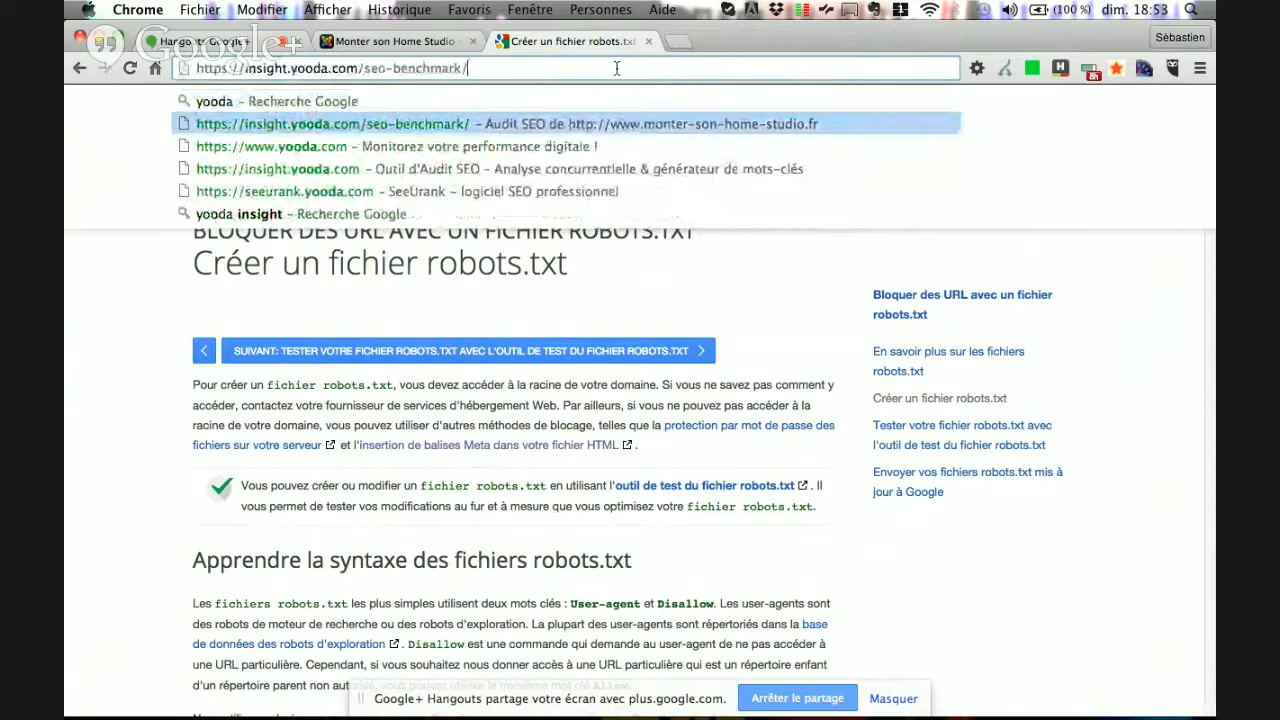 Chrome Fichier Modifier Afficher Historique Favoris Fenêtre Personnes Aide (100 %) dim. 18:53
Google+
Hangouts Google+ Monter son Home Studio Créer un fichier robots.txt Sébastien
https://insight.yooda.com/seo-benchmark/
yooda – Recherche Google
https://insight.yooda.com/seo-benchmark/ – Audit SEO de http://www.monter-son-home-studio.fr
https://www.yooda.com – Monitorez votre performance digitale !
https://insight.yooda.com – Outil d'Audit SEO - Analyse concurrentielle & générateur de mots-clés
https://seeurank.yooda.com – SeeUrank – logiciel SEO professionnel
yooda insight – Recherche Google
BLOQUER DES URL AVEC UN FICHIER ROBOTS.TXT
Créer un fichier robots.txt
SUIVANT: TESTER VOTRE FICHIER ROBOTS.TXT AVEC L'OUTIL DE TEST DU FICHIER ROBOTS.TXT
Pour créer un fichier robots.txt, vous devez accéder à la racine de votre domaine. Si vous ne savez pas comment y
accéder, contactez votre fournisseur de services d'hébergement Web. Par ailleurs, si vous ne pouvez pas accéder à la
racine de votre domaine, vous pouvez utiliser d'autres méthodes de blocage, telles que la protection par mot de passe des
fichiers sur votre serveur et l'insertion de balises Meta dans votre fichier HTML .
Vous pouvez créer ou modifier un fichier robots.txt en utilisant l'outil de test du fichier robots.txt . Il
vous permet de tester vos modifications au fur et à mesure que vous optimisez votre fichier robots.txt.
Apprendre la syntaxe des fichiers robots.txt
Les fichiers robots.txt les plus simples utilisent deux mots clés : User-agent et Disallow. Les user-agents sont
des robots de moteur de recherche ou des robots d'exploration. La plupart des user-agents sont répertoriés dans la base
de données des robots d'exploration . Disallow est une commande qui demande au user-agent de ne pas accéder à
une URL particulière. Cependant, si vous souhaitez nous donner accès à une URL particulière qui est un répertoire enfant
d'un répertoire parent non autorisé, vous pouvez utiliser le troisième mot clé Allow.
Bloquer des URL avec un fichier
robots.txt
En savoir plus sur les fichiers
robots.txt
Créer un fichier robots.txt
Tester votre fichier robots.txt avec
l'outil de test du fichier robots.txt
Envoyer vos fichiers robots.txt mis à
jour à Google
Google+ Hangouts partage votre écran avec plus.google.com. Arrêter le partage Masquer